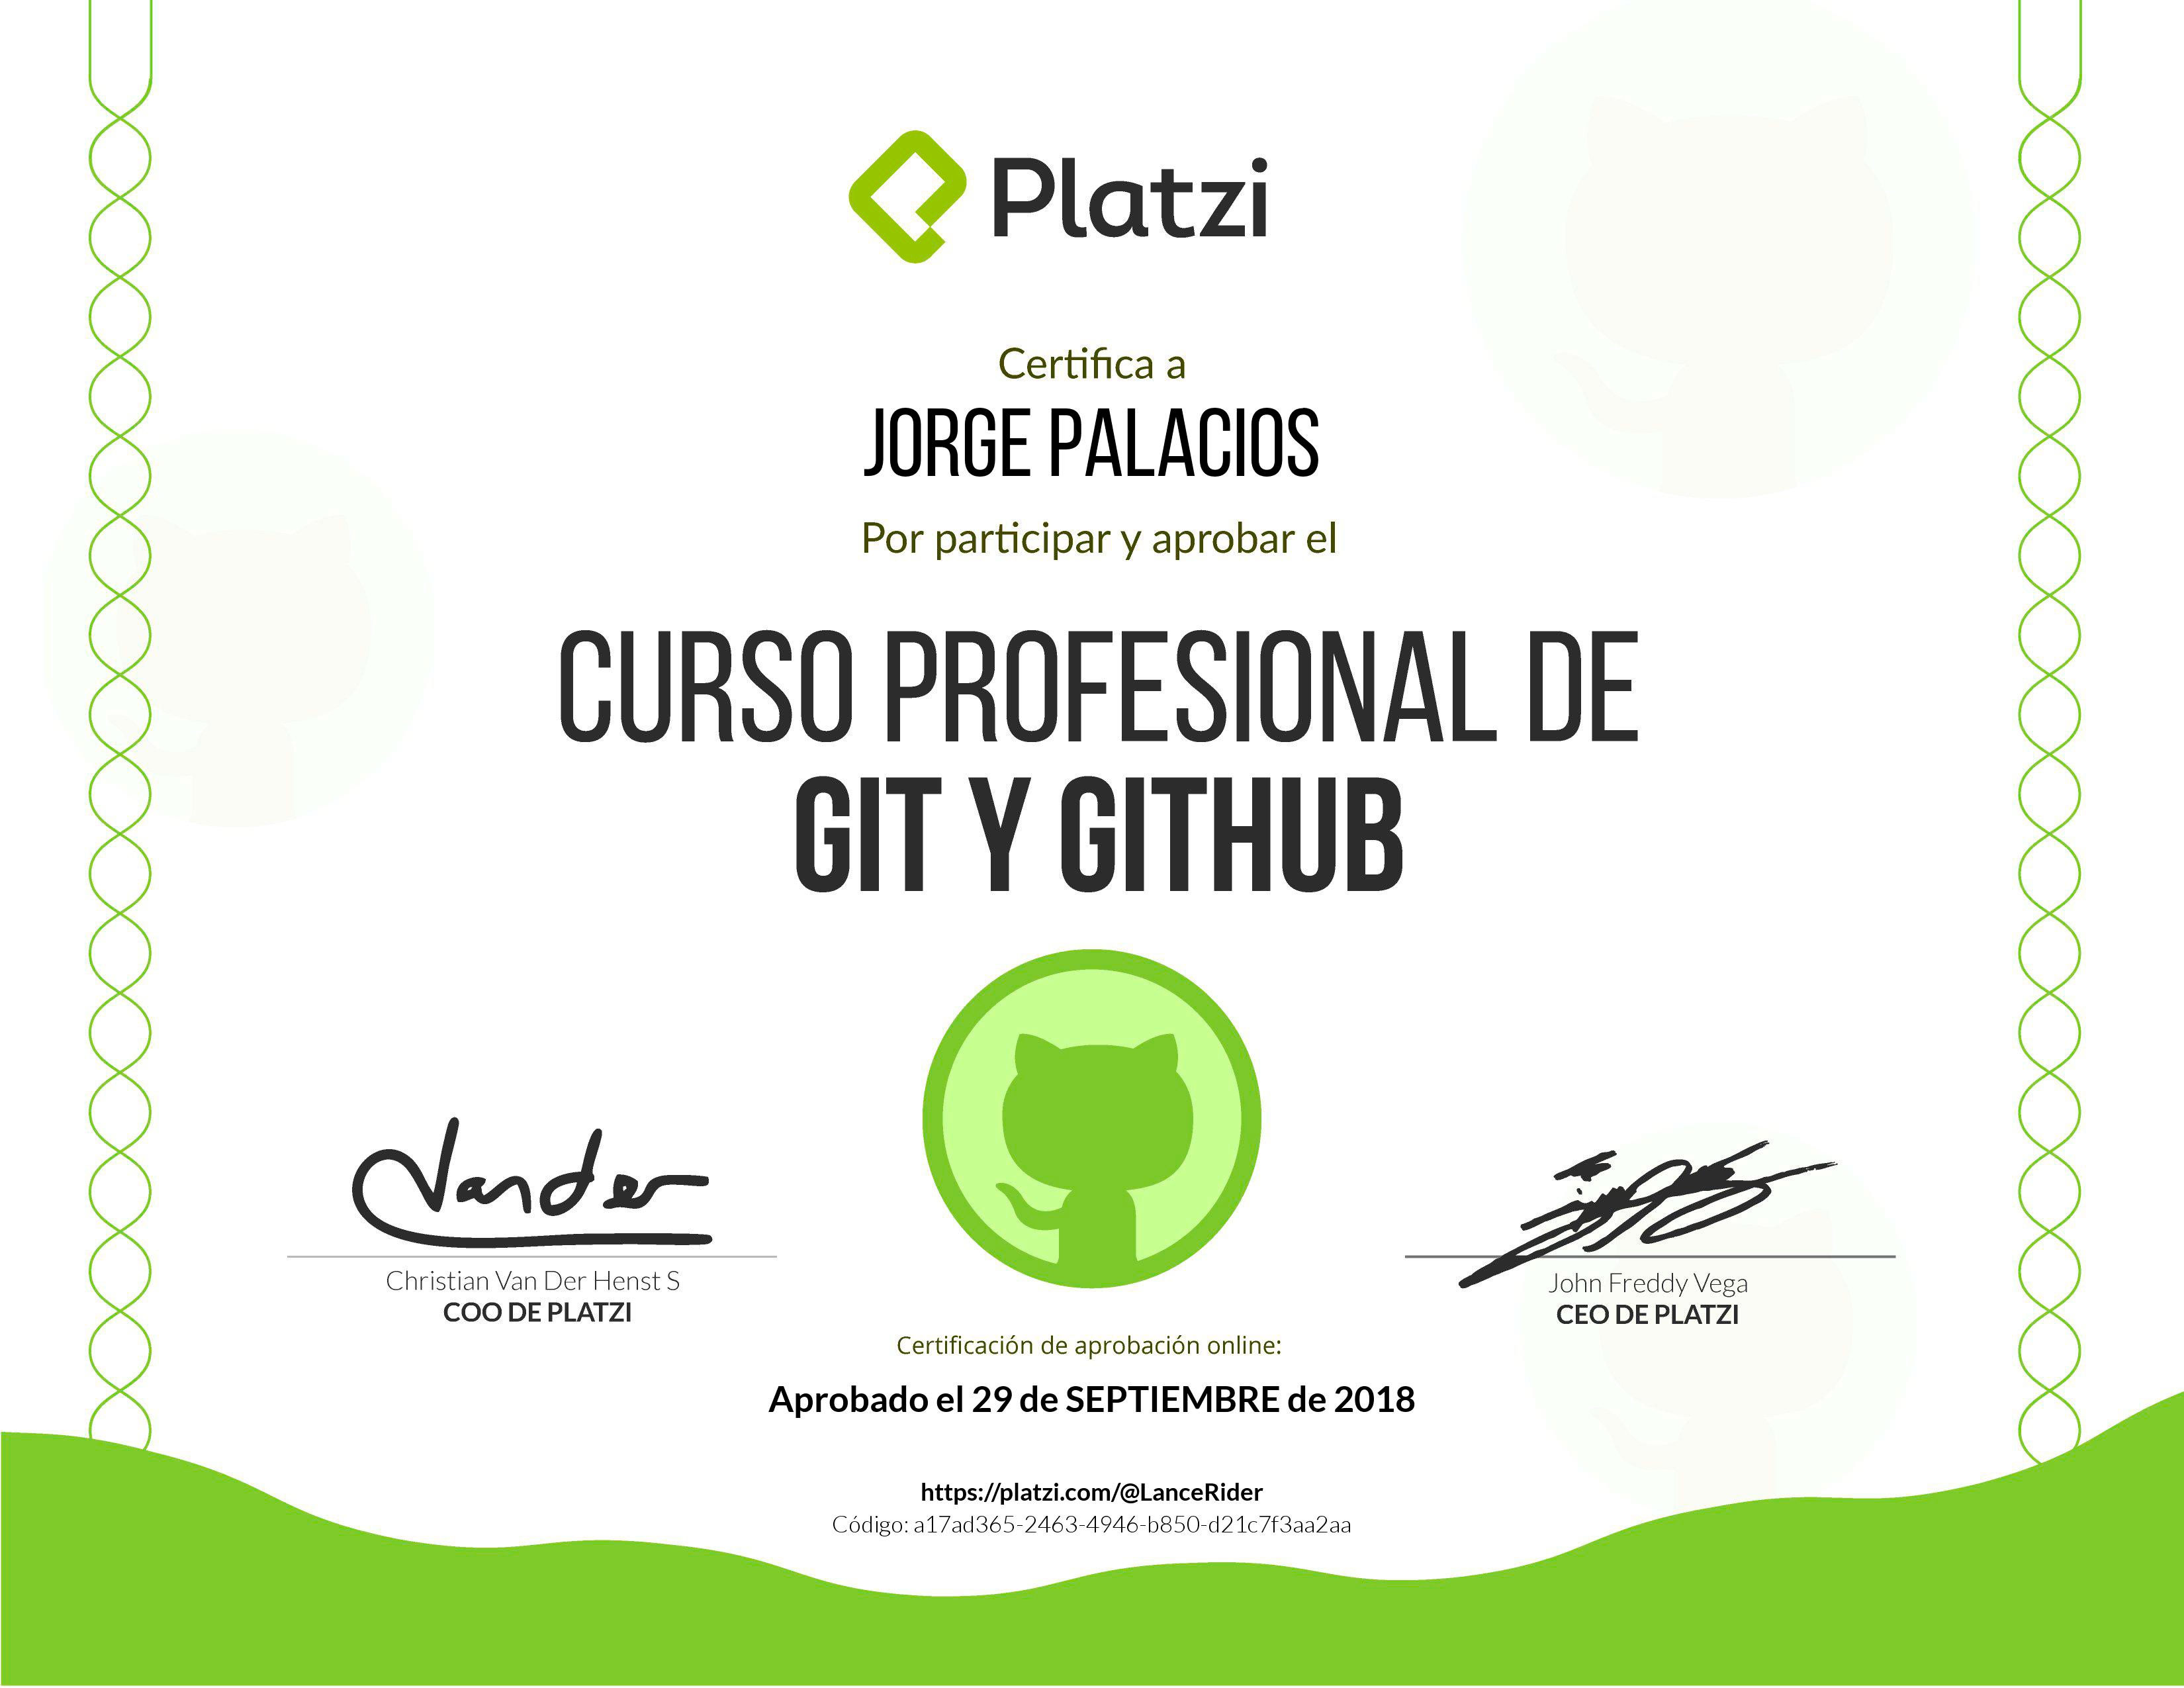 Platzi
Certifica a
JORGE PALACIOS
Por participar y aprobar el
CURSO PROFESIONAL DE
GIT Y GITHUB
Vander
Christian Van Der Henst S
COO DE PLATZI
John Freddy Vega
CEO DE PLATZI
Certificación de aprobación online:
Aprobado el 29 de SEPTIEMBRE de 2018
https://platzi.com/@LanceRider
Código: a17ad365-2463-4946-b850-d21c7f3aa2aa